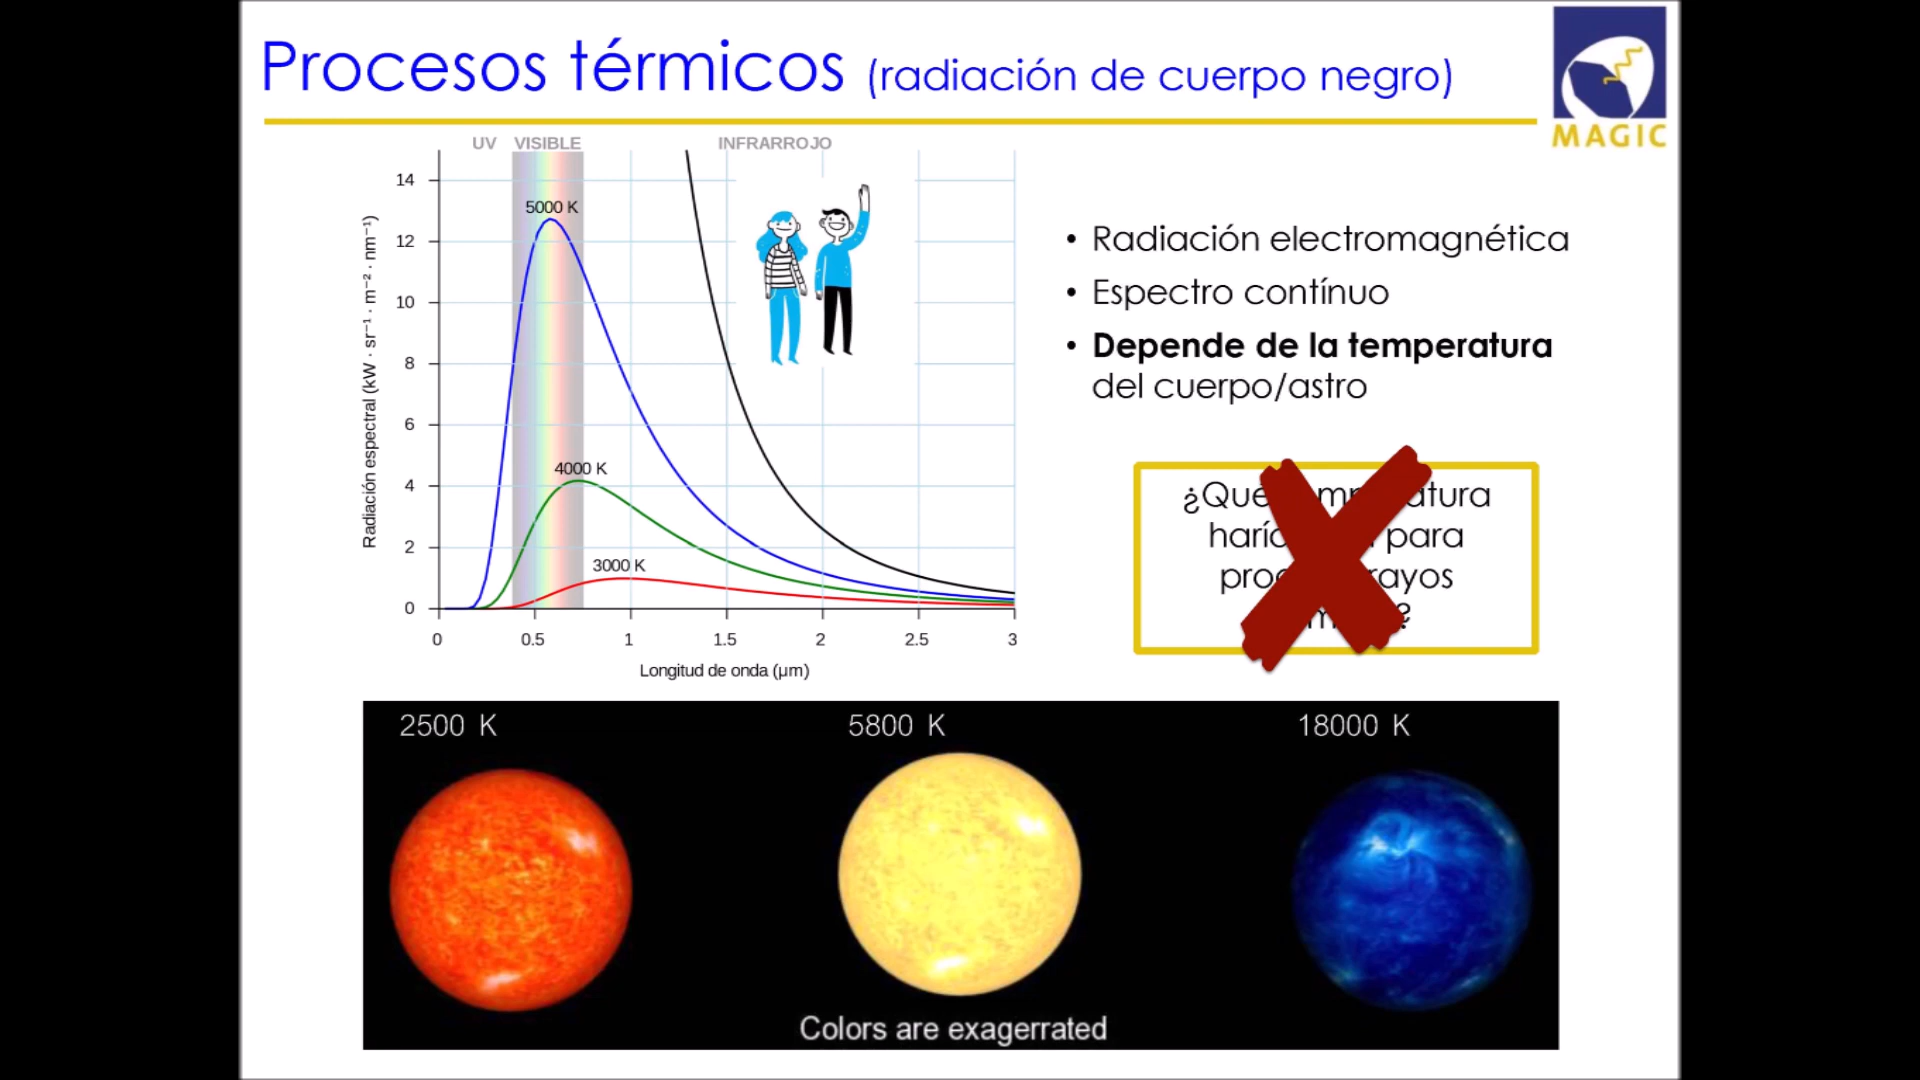 Procesos térmicos (radiación de cuerpo negro)
MAGIC
UV VISIBLE INFRARROJO
Radiación espectral (kW · sr⁻¹ · m⁻² · nm⁻¹)
14
12
10
8
6
4
2
0
5000 K
4000 K
3000 K
0 0.5 1 1.5 2 2.5 3
Longitud de onda (µm)
• Radiación electromagnética
• Espectro contínuo
• Depende de la temperatura
del cuerpo/astro
para
rayos
2500 K 5800 K 18000 K
Colors are exagerrated